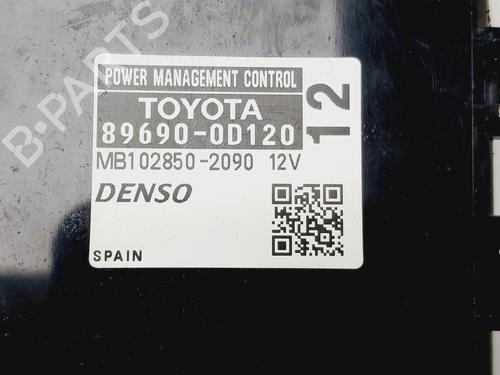 POWER MANAGEMENT CONTROL
TOYOTA
89690-0D120
12
MB102850-2090 12V
DENSO
SPAIN
B-PARTS